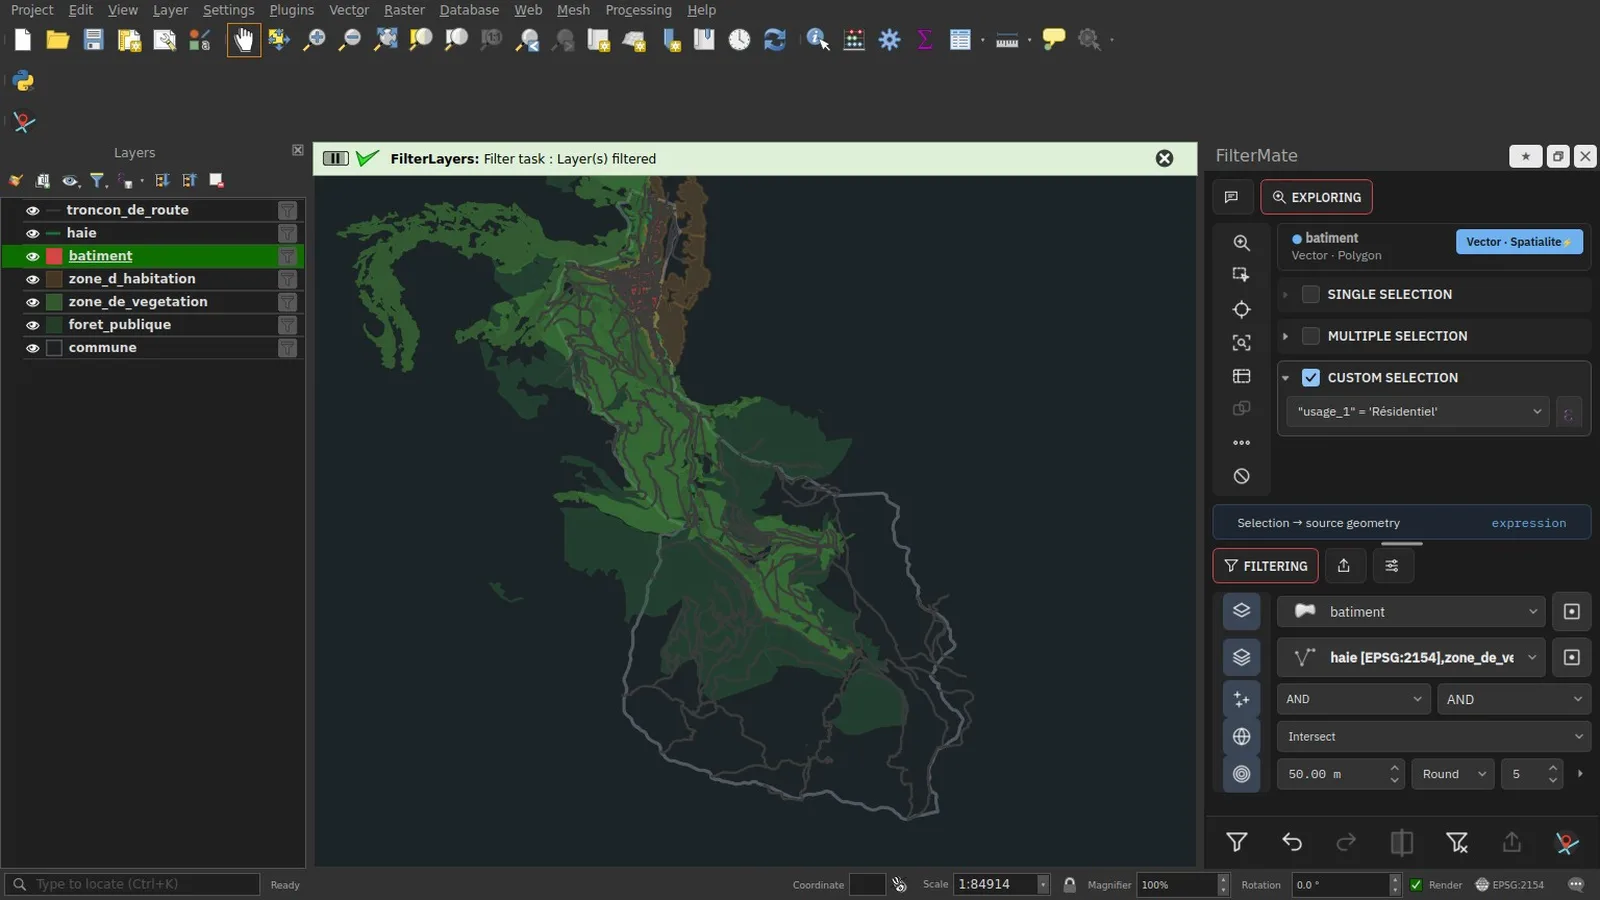 Project Edit View Layer Settings Plugins Vector Raster Database Web Mesh Processing Help
Layers
FilterLayers: Filter task : Layer(s) filtered
FilterMate
EXPLORING
troncon_de_route
haie
batiment
zone_d_habitation
zone_de_vegetation
foret_publique
commune
batiment
Vector · Polygon
Vector · Spatialite
SINGLE SELECTION
MULTIPLE SELECTION
CUSTOM SELECTION
"usage_1" = 'Résidentiel'
ε
Selection → source geometry expression
FILTERING
batiment
haie [EPSG:2154],zone_de_ve
AND AND
Intersect
50.00 m Round 5
Type to locate (Ctrl+K) Ready Coordinate Scale 1:84914 Magnifier 100% Rotation 0.0 ° Render EPSG:2154